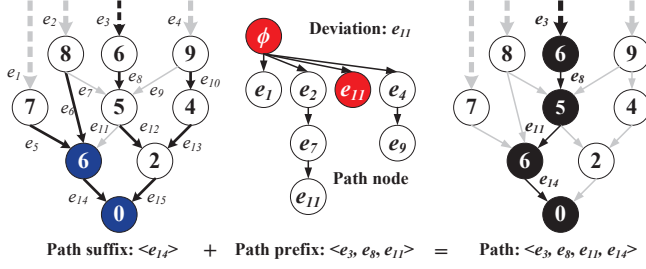 e2 e3 e4
e1
8 6 9
e7 e8 e9 e10
7 e6 5 4
e5 e11 e12 e13
6 2
e14 e15
0
Deviation: e11
ϕ
e1 e2 e11 e4
e7 e9
e11
Path node
e3
8 6 9
e8
7 5 4
e11
6 2
e14
0
Path suffix: <e14> + Path prefix: <e3, e8, e11> = Path: <e3, e8, e11, e14>